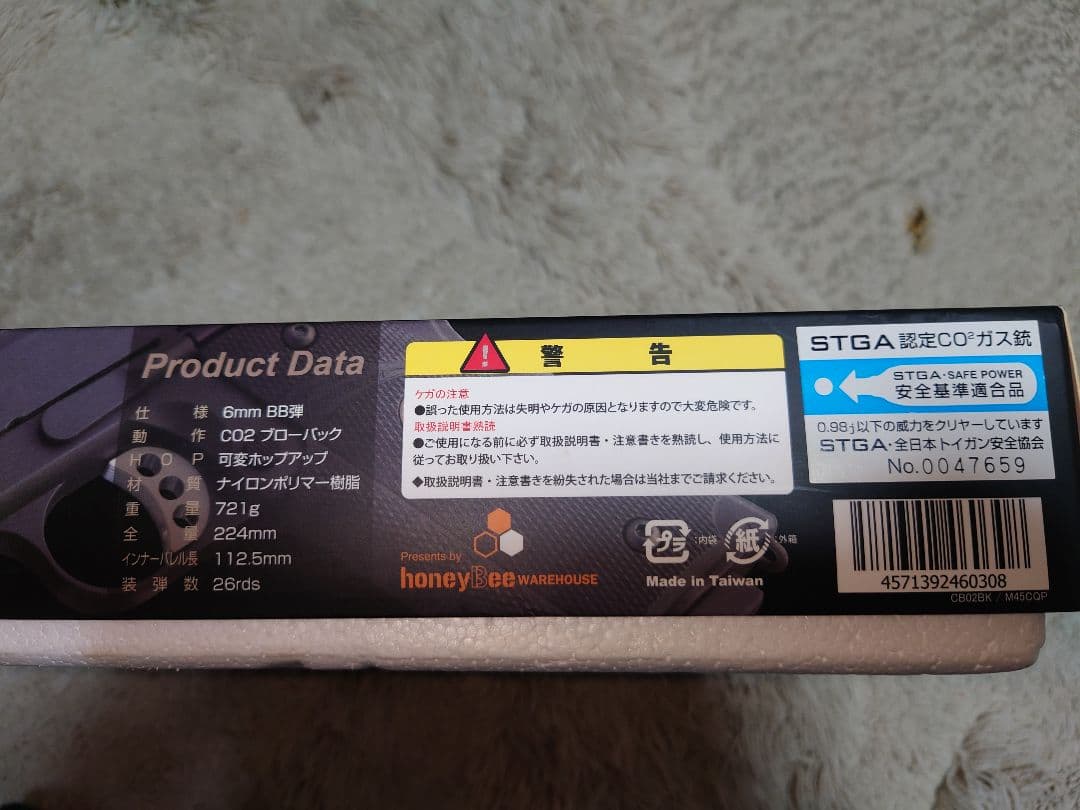 Product Data
仕様 6mm BB弾
動作 CO2 ブローバック
HOP 可変ホップアップ
材質 ナイロンポリマー樹脂
重量 721g
全量 224mm
インナーバレル長 112.5mm
装弾数 26rds
警告
ケガの注意
●誤った使用方法は失明やケガの原因となりますので大変危険です。
取扱説明書熟読
●ご使用になる前に必ず取扱説明書・注意書きを熟読し、使用方法に
従ってお取り扱い下さい。
◆取扱説明書・注意書きを紛失された場合は当社までご請求ください。
Presents by
honeyBee WAREHOUSE
プラ :内袋 紙 :外箱
Made in Taiwan
STGA 認定CO²ガス銃
STGA・SAFE POWER
安全基準適合品
0.98j以下の威力をクリヤーしています
STGA・全日本トイガン安全協会
No.0047659
4571392460308
CB02BK / M45CQP